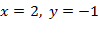 x = 2, y = −1